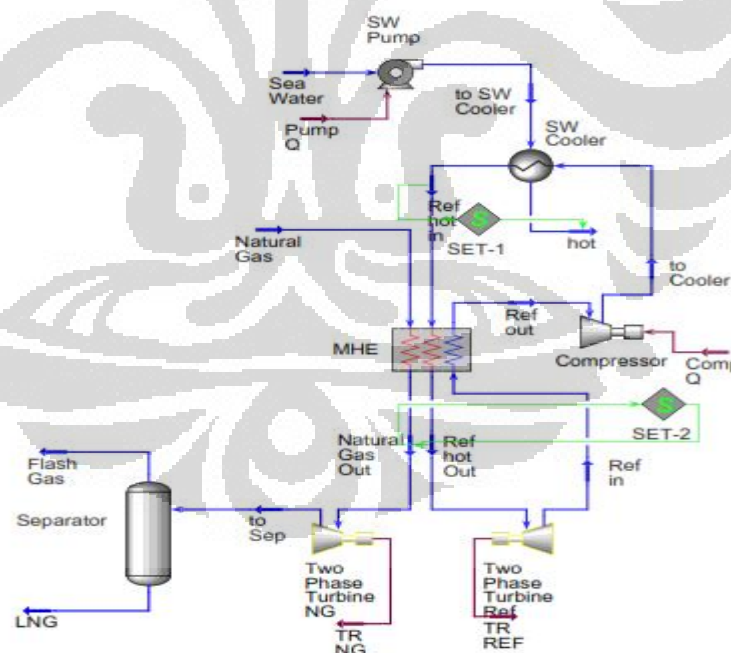 SW
Pump
Sea
Water
to SW
Cooler
SW
Cooler
Pump
Q
Ref
hot
in
S
SET-1
hot
Natural
Gas
to
Cooler
Ref
out
MHE
Compressor
Comp
Q
S
SET-2
Natural
Gas
Out
Ref
hot
Out
Ref
in
Flash
Gas
Separator
to
Sep
Two
Phase
Turbine
NG
Two
Phase
Turbine
Ref
LNG
TR
NG
TR
REF